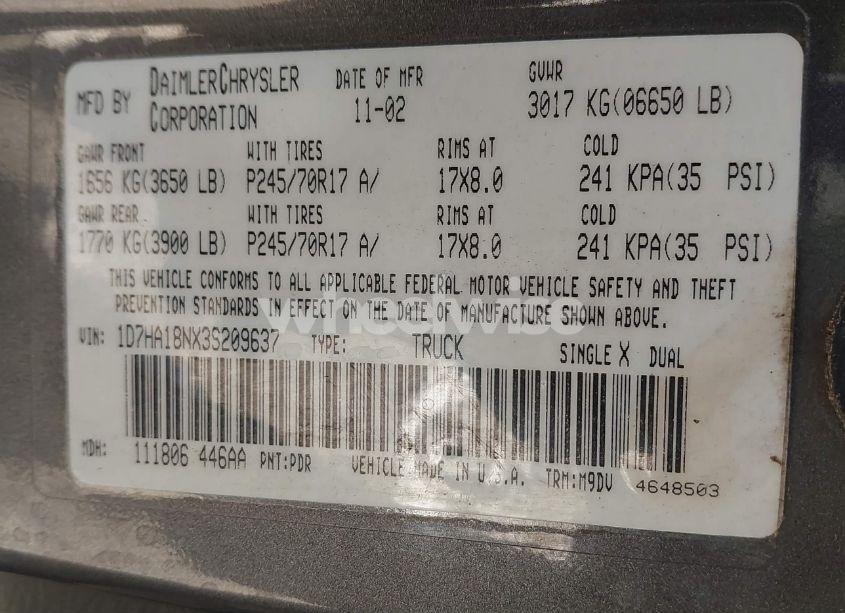 MFD BY DAIMLERCHRYSLER CORPORATION DATE OF MFR 11-02 GVWR 3017 KG(06650 LB)
GAWR FRONT WITH TIRES RIMS AT COLD
1656 KG(3650 LB) P245/70R17 A/ 17X8.0 241 KPA(35 PSI)
GAWR REAR WITH TIRES RIMS AT COLD
1770 KG(3900 LB) P245/70R17 A/ 17X8.0 241 KPA(35 PSI)
THIS VEHICLE CONFORMS TO ALL APPLICABLE FEDERAL MOTOR VEHICLE SAFETY AND THEFT
PREVENTION STANDARDS IN EFFECT ON THE DATE OF MANUFACTURE SHOWN ABOVE.
VIN: 1D7HA18NX3S209637 TYPE: TRUCK SINGLE X DUAL
MDH: 111806 446AA PNT:PDR VEHICLE MADE IN U.S.A. TRM:M9DV 4648503